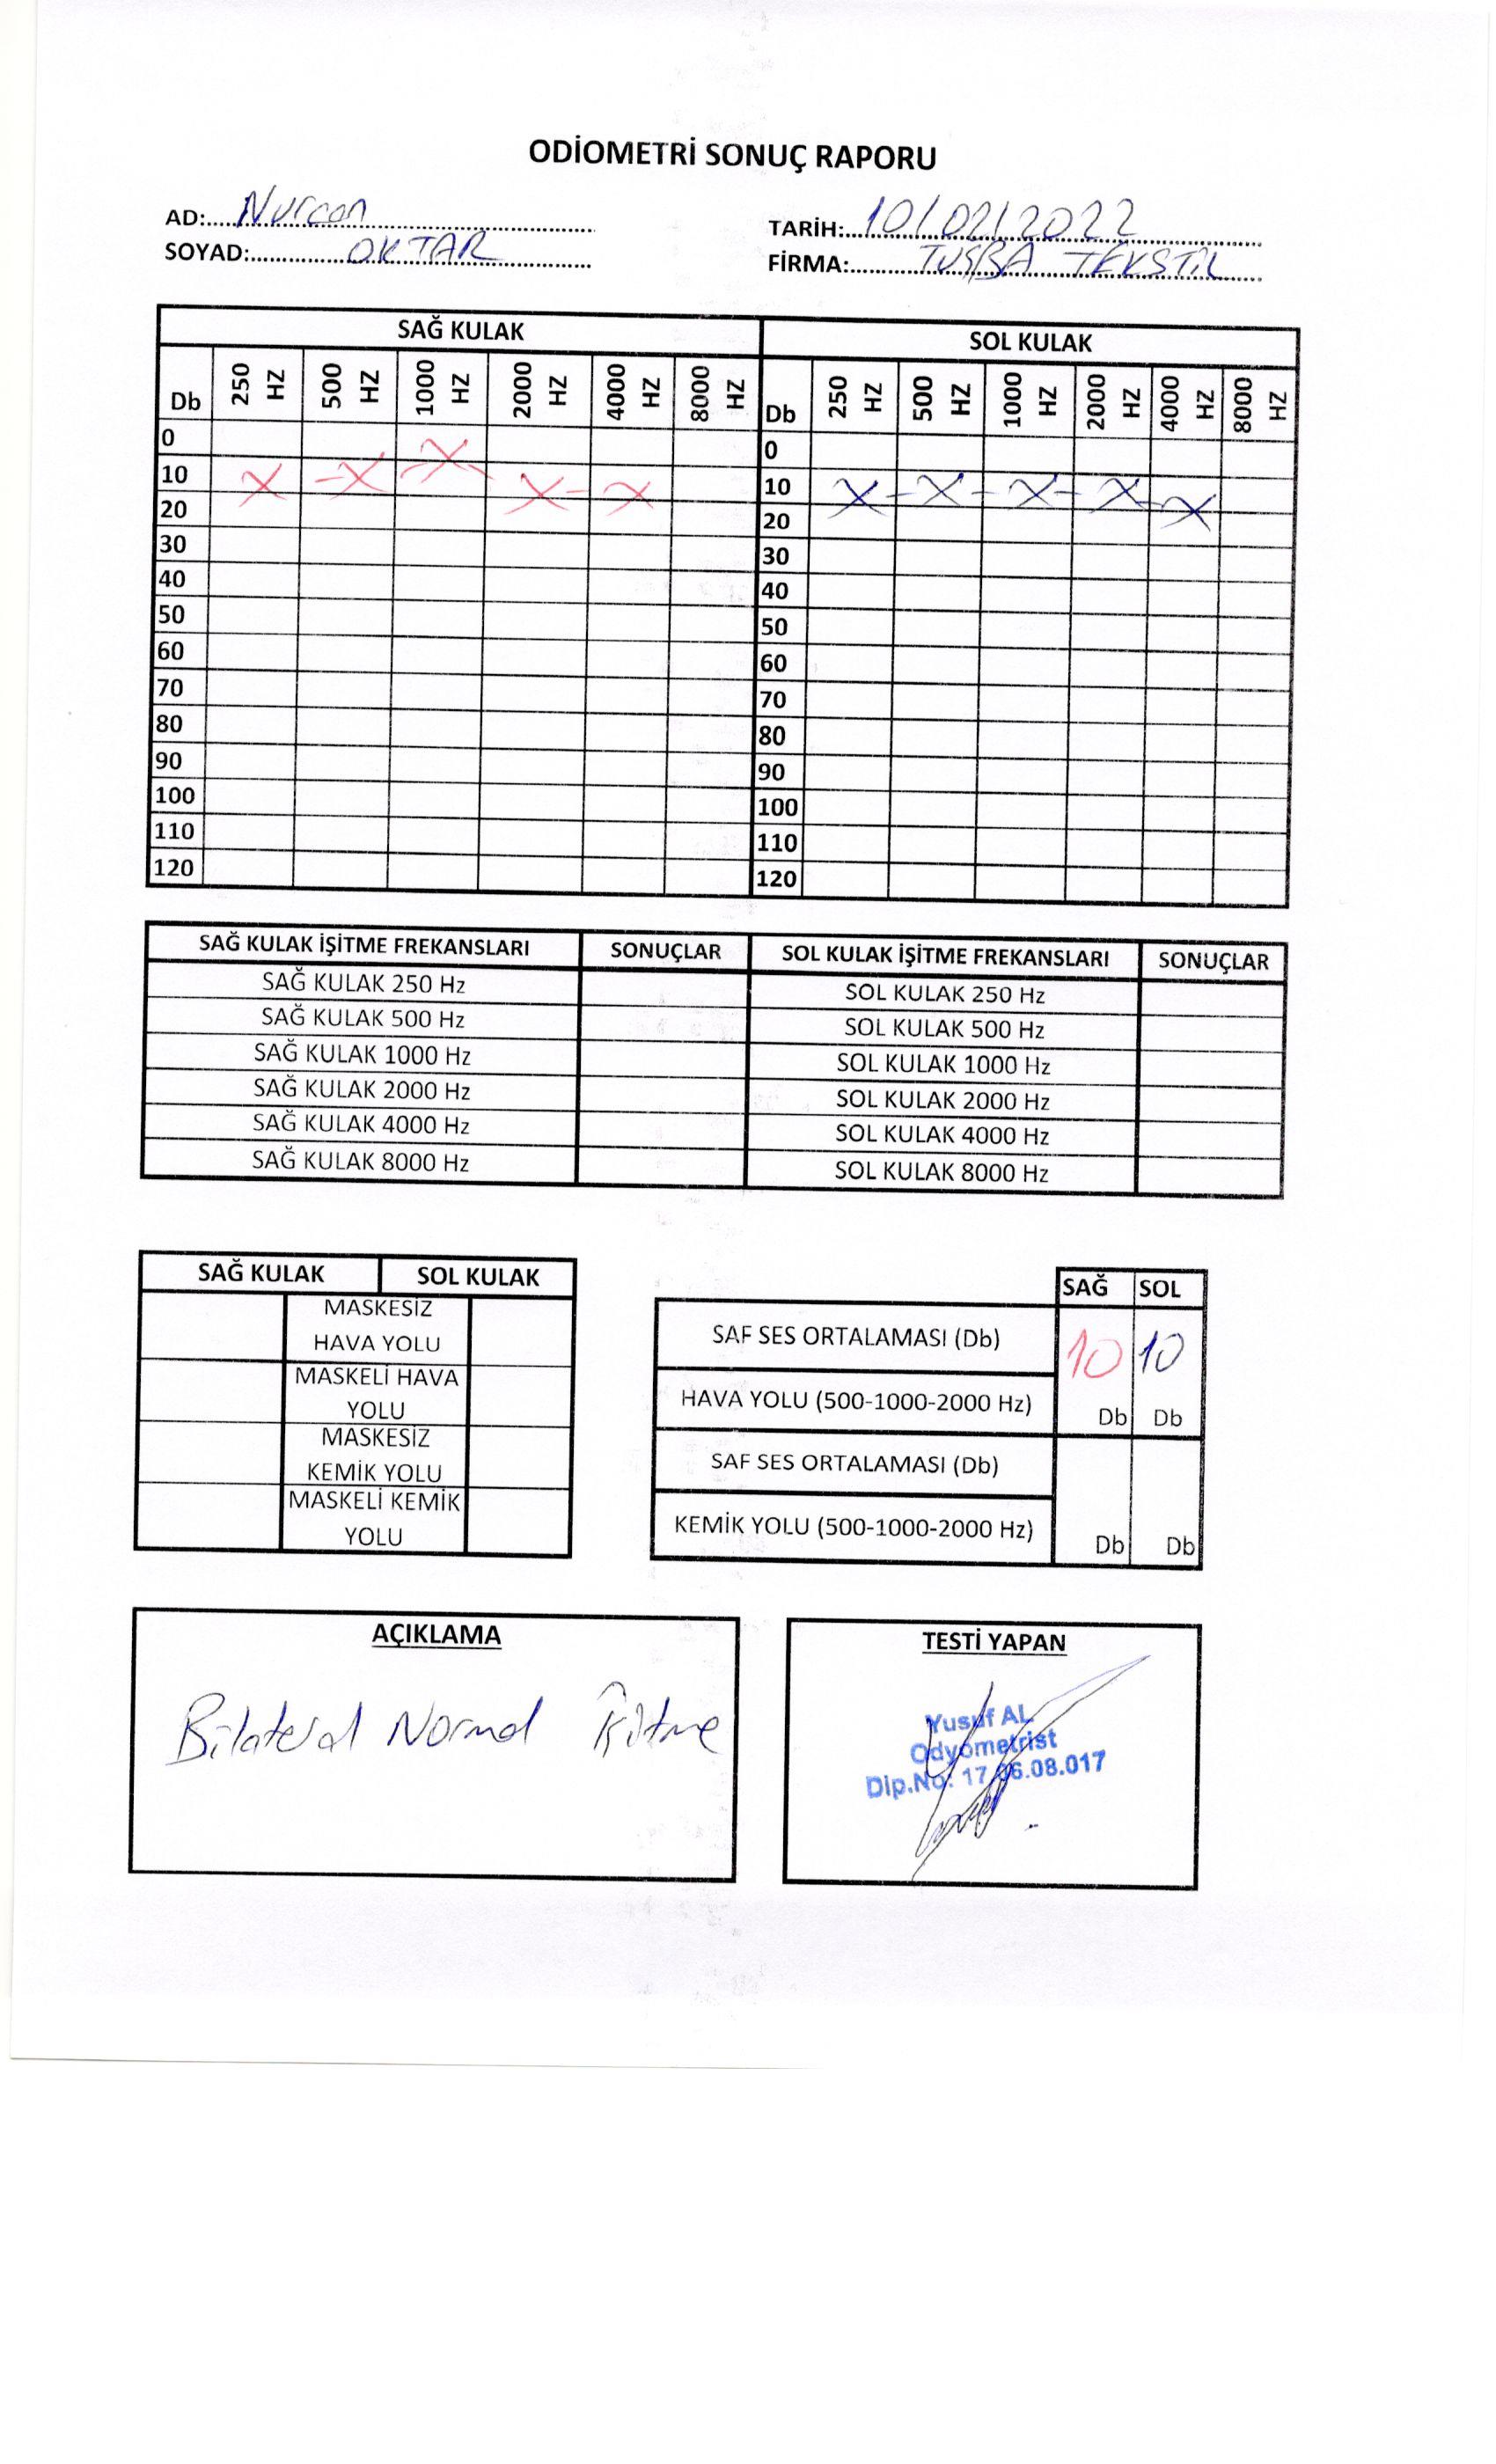 ODİOMETRİ SONUÇ RAPORU
AD: Nurcan
SOYAD: OKTAR
TARİH: 10/02/2022
FİRMA: TUĞBA TEKSTİL
SAĞ KULAK SOL KULAK
Db 250 HZ 500 HZ 1000 HZ 2000 HZ 4000 HZ 8000 HZ Db 250 HZ 500 HZ 1000 HZ 2000 HZ 4000 HZ 8000 HZ
0 X 0
10 X -X - X- X 10 X - X - X - X - X
20 20
30 30
40 40
50 50
60 60
70 70
80 80
90 90
100 100
110 110
120 120
SAĞ KULAK İŞİTME FREKANSLARI SONUÇLAR SOL KULAK İŞİTME FREKANSLARI SONUÇLAR
SAĞ KULAK 250 Hz SOL KULAK 250 Hz
SAĞ KULAK 500 Hz SOL KULAK 500 Hz
SAĞ KULAK 1000 Hz SOL KULAK 1000 Hz
SAĞ KULAK 2000 Hz SOL KULAK 2000 Hz
SAĞ KULAK 4000 Hz SOL KULAK 4000 Hz
SAĞ KULAK 8000 Hz SOL KULAK 8000 Hz
SAĞ KULAK SOL KULAK
MASKESİZ
HAVA YOLU
MASKELİ HAVA
YOLU
MASKESİZ
KEMİK YOLU
MASKELİ KEMİK
YOLU
SAĞ SOL
SAF SES ORTALAMASI (Db) 10 10
HAVA YOLU (500-1000-2000 Hz) Db Db
SAF SES ORTALAMASI (Db)
KEMİK YOLU (500-1000-2000 Hz) Db Db
AÇIKLAMA
Bilateral Normal İşitme
TESTİ YAPAN
Yusuf AL
Odyometrist
Dip.No: 17.06.08.017